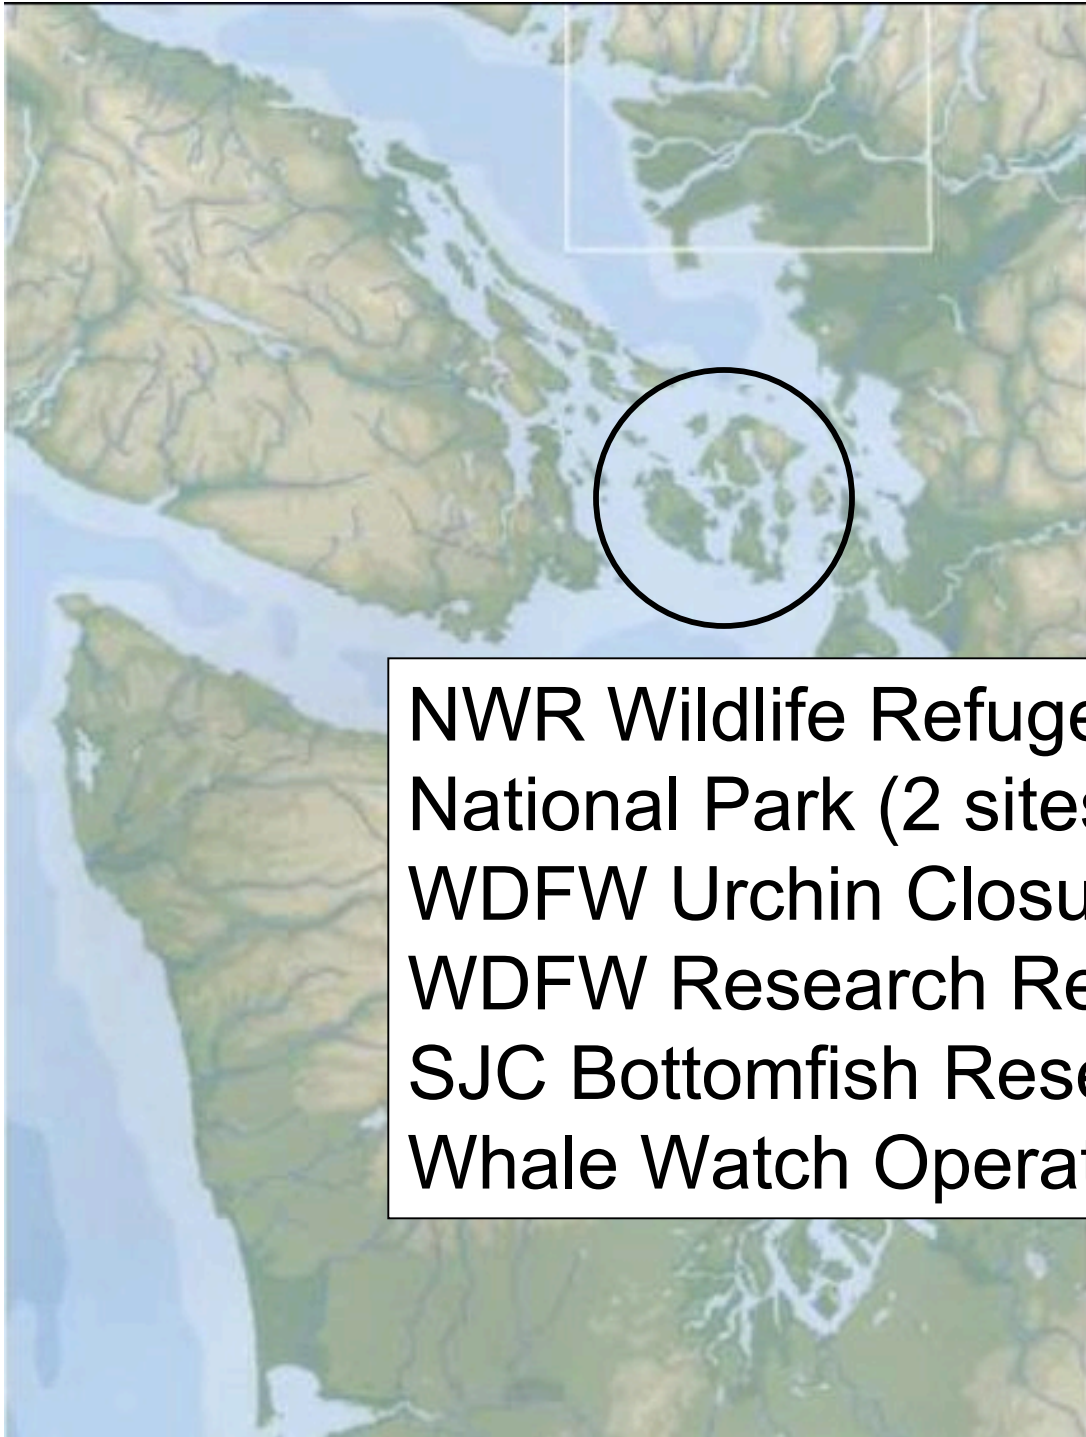 NWR Wildlife Refuge
National Park (2 sites
WDFW Urchin Closu
WDFW Research Re
SJC Bottomfish Rese
Whale Watch Operat